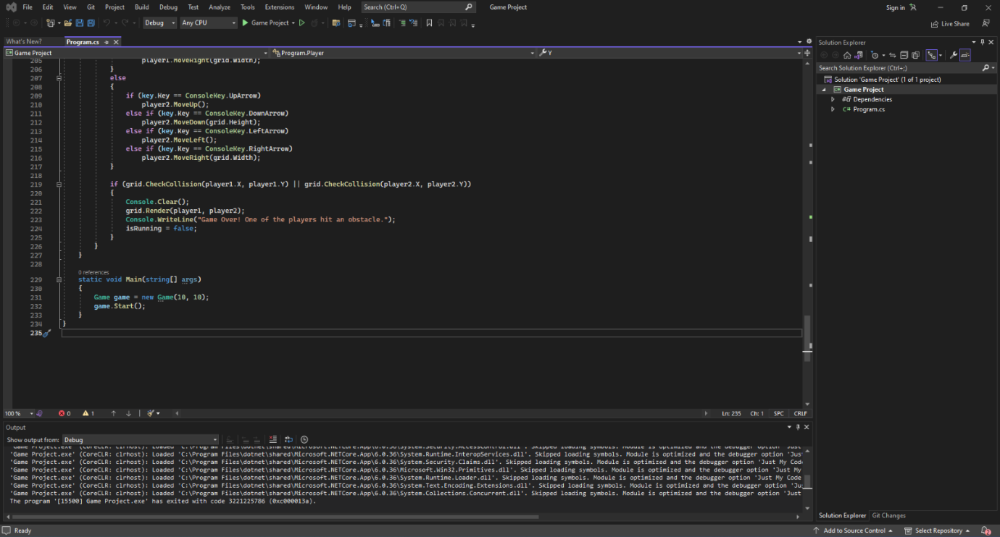 File Edit View Git Project Build Debug Test Analyze Tools Extensions Window Help Search (Ctrl+Q) Game Project Sign in
Debug Any CPU Game Project Live Share
What's New? Program.cs
Game Project Program.Player Y
205 player1.MoveRight(grid.Width);
206 }
207 else
208 {
209 if (key.Key == ConsoleKey.UpArrow)
210 player2.MoveUp();
211 else if (key.Key == ConsoleKey.DownArrow)
212 player2.MoveDown(grid.Height);
213 else if (key.Key == ConsoleKey.LeftArrow)
214 player2.MoveLeft();
215 else if (key.Key == ConsoleKey.RightArrow)
216 player2.MoveRight(grid.Width);
217 }
218
219 if (grid.CheckCollision(player1.X, player1.Y) || grid.CheckCollision(player2.X, player2.Y))
220 {
221 Console.Clear();
222 grid.Render(player1, player2);
223 Console.WriteLine("Game Over! One of the players hit an obstacle.");
224 isRunning = false;
225 }
226 }
227 }
228
0 references
229 static void Main(string[] args)
230 {
231 Game game = new Game(10, 10);
232 game.Start();
233 }
234 }
235
100 % 0 1 Ln: 235 Ch: 1 SPC CRLF
Output
Show output from: Debug
'Game Project.exe' (CoreCLR: clrhost): Loaded 'C:\Program Files\dotnet\shared\Microsoft.NETCore.App\6.0.36\System.Security.AccessControl.dll'. Skipped loading symbols. Module is optimized and the debugger option 'Just
'Game Project.exe' (CoreCLR: clrhost): Loaded 'C:\Program Files\dotnet\shared\Microsoft.NETCore.App\6.0.36\System.Runtime.InteropServices.dll'. Skipped loading symbols. Module is optimized and the debugger option 'Ju
'Game Project.exe' (CoreCLR: clrhost): Loaded 'C:\Program Files\dotnet\shared\Microsoft.NETCore.App\6.0.36\System.Security.Claims.dll'. Skipped loading symbols. Module is optimized and the debugger option 'Just My Cod
'Game Project.exe' (CoreCLR: clrhost): Loaded 'C:\Program Files\dotnet\shared\Microsoft.NETCore.App\6.0.36\Microsoft.Win32.Primitives.dll'. Skipped loading symbols. Module is optimized and the debugger option 'Just My
'Game Project.exe' (CoreCLR: clrhost): Loaded 'C:\Program Files\dotnet\shared\Microsoft.NETCore.App\6.0.36\System.Runtime.Loader.dll'. Skipped loading symbols. Module is optimized and the debugger option 'Just My Code
'Game Project.exe' (CoreCLR: clrhost): Loaded 'C:\Program Files\dotnet\shared\Microsoft.NETCore.App\6.0.36\System.Text.Encoding.Extensions.dll'. Skipped loading symbols. Module is optimized and the debugger option 'Ju
'Game Project.exe' (CoreCLR: clrhost): Loaded 'C:\Program Files\dotnet\shared\Microsoft.NETCore.App\6.0.36\System.Collections.Concurrent.dll'. Skipped loading symbols. Module is optimized and the debugger option 'Just
The program '[15500] Game Project.exe' has exited with code 3221225786 (0xc000013a).
Solution Explorer
Search Solution Explorer (Ctrl+;)
Solution 'Game Project' (1 of 1 project)
Game Project
Dependencies
C# Program.cs
Solution Explorer Git Changes
Ready Add to Source Control Select Repository 2